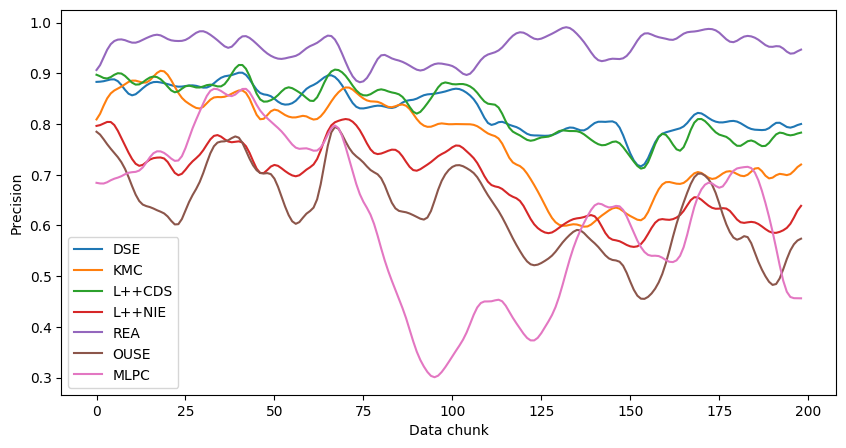 1.0
0.9
0.8
0.7
0.6
0.5
0.4
0.3
Precision
DSE
KMC
L++CDS
L++NIE
REA
OUSE
MLPC
0 25 50 75 100 125 150 175 200
Data chunk